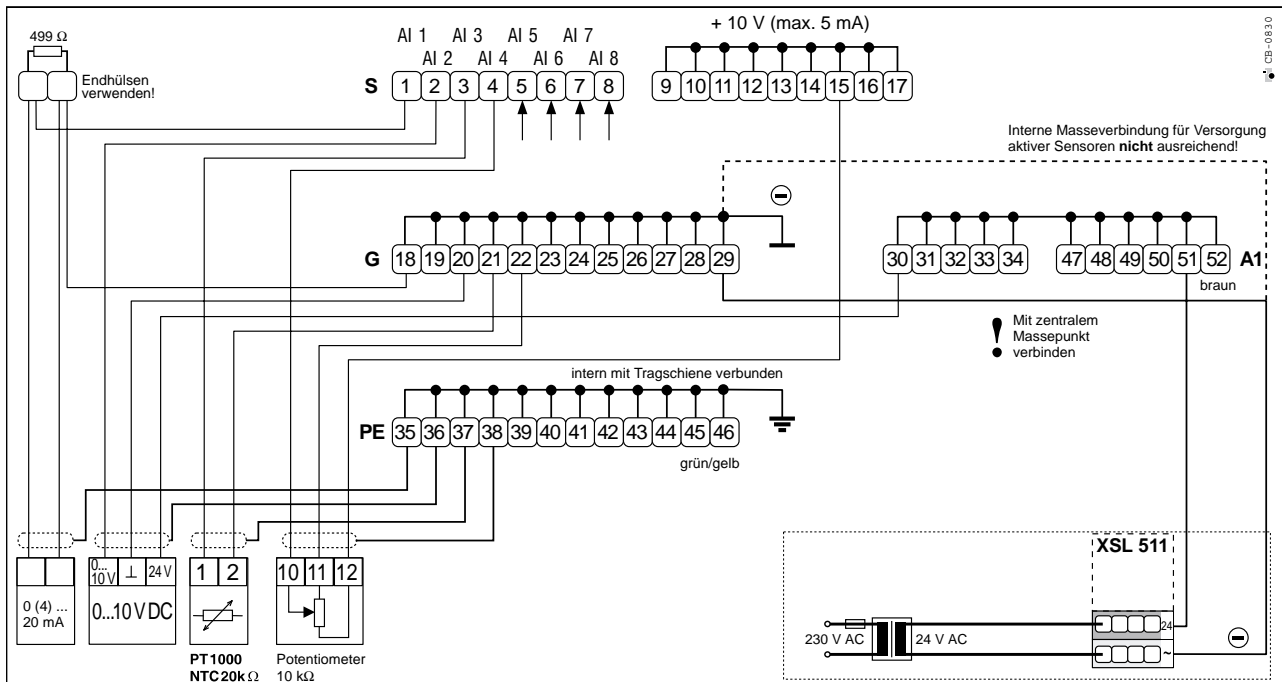 CB-0830
499 Ω
Endhülsen
verwenden!
AI 1 AI 3 AI 5 AI 7
AI 2 AI 4 AI 6 AI 8
+ 10 V (max. 5 mA)
S 1 2 3 4 5 6 7 8 9 10 11 12 13 14 15 16 17
Interne Masseverbindung für Versorgung
aktiver Sensoren nicht ausreichend!
G 18 19 20 21 22 23 24 25 26 27 28 29 30 31 32 33 34 47 48 49 50 51 52 A1
braun
Mit zentralem
Massepunkt
verbinden
intern mit Tragschiene verbunden
PE 35 36 37 38 39 40 41 42 43 44 45 46
grün/gelb
0 (4) ...
20 mA
0...
10 V ⊥ 24 V
0...10 V DC
1 2
PT1000
NTC20kΩ
10 11 12
Potentiometer
10 kΩ
XSL 511
24
230 V AC 24 V AC
~